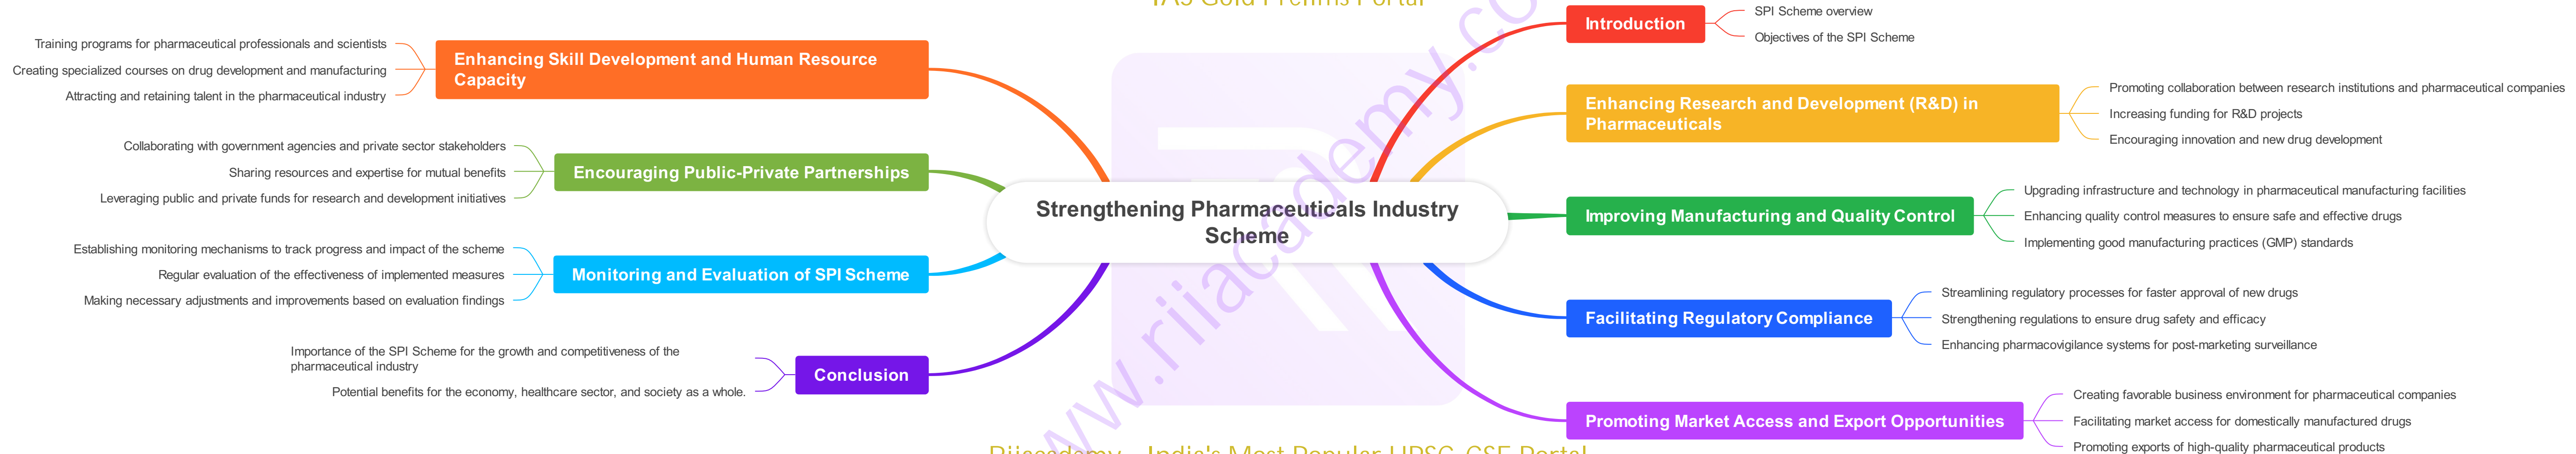 IAS Gold Prelims Portal
Strengthening Pharmaceuticals Industry
Scheme
Introduction
SPI Scheme overview
Objectives of the SPI Scheme
Enhancing Research and Development (R&D) in
Pharmaceuticals
Promoting collaboration between research institutions and pharmaceutical companies
Increasing funding for R&D projects
Encouraging innovation and new drug development
Improving Manufacturing and Quality Control
Upgrading infrastructure and technology in pharmaceutical manufacturing facilities
Enhancing quality control measures to ensure safe and effective drugs
Implementing good manufacturing practices (GMP) standards
Facilitating Regulatory Compliance
Streamlining regulatory processes for faster approval of new drugs
Strengthening regulations to ensure drug safety and efficacy
Enhancing pharmacovigilance systems for post-marketing surveillance
Promoting Market Access and Export Opportunities
Creating favorable business environment for pharmaceutical companies
Facilitating market access for domestically manufactured drugs
Promoting exports of high-quality pharmaceutical products
Enhancing Skill Development and Human Resource
Capacity
Training programs for pharmaceutical professionals and scientists
Creating specialized courses on drug development and manufacturing
Attracting and retaining talent in the pharmaceutical industry
Encouraging Public-Private Partnerships
Collaborating with government agencies and private sector stakeholders
Sharing resources and expertise for mutual benefits
Leveraging public and private funds for research and development initiatives
Monitoring and Evaluation of SPI Scheme
Establishing monitoring mechanisms to track progress and impact of the scheme
Regular evaluation of the effectiveness of implemented measures
Making necessary adjustments and improvements based on evaluation findings
Conclusion
Importance of the SPI Scheme for the growth and competitiveness of the
pharmaceutical industry
Potential benefits for the economy, healthcare sector, and society as a whole.
www.rijiacademy.co
India's Most Popular UPSC-CSE Portal